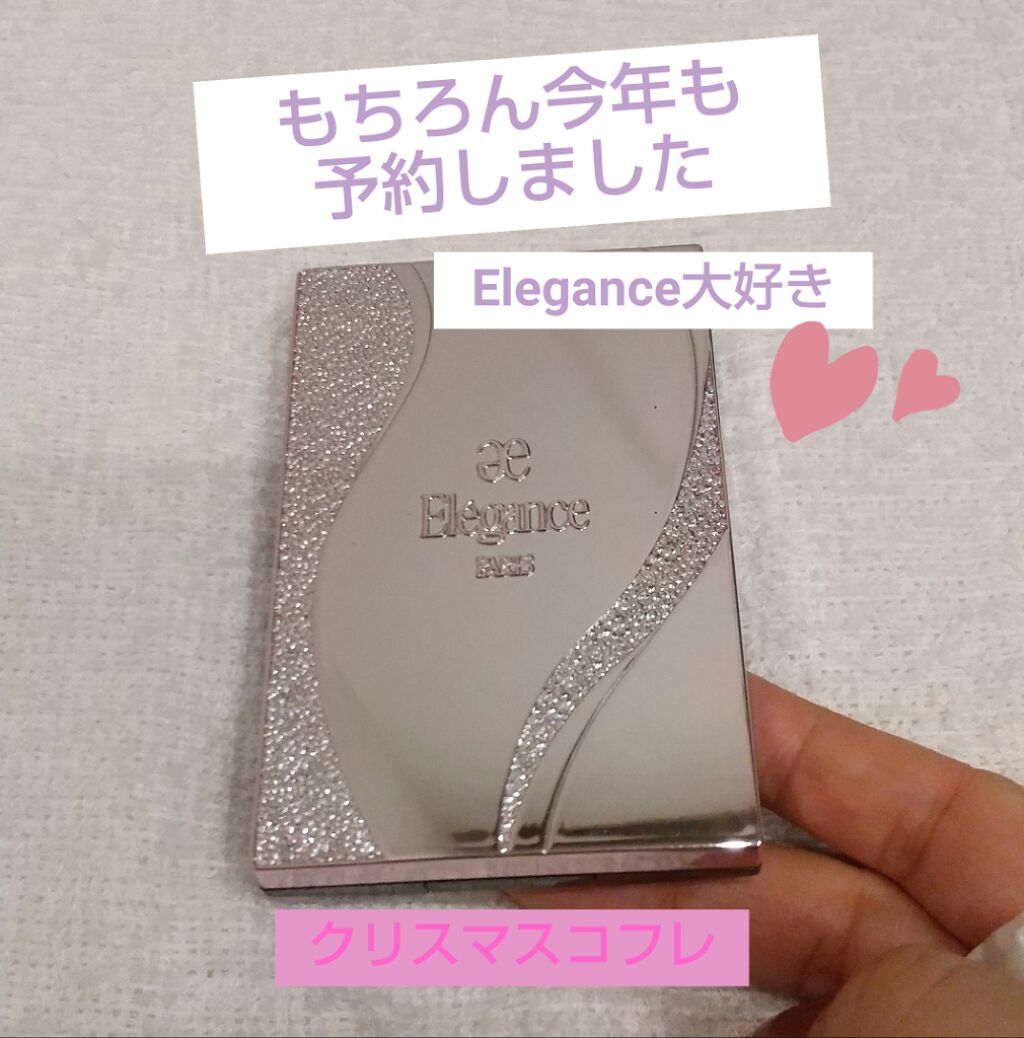 もちろん今年も
予約しました
Elegance大好き
æ
Elégance
PARIS
クリスマスコフレ